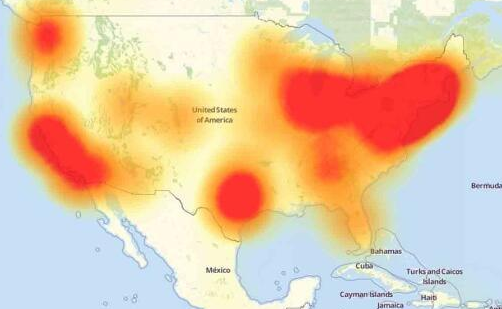 United States
of America
Bermuda
Bahamas
México
Cuba
Turks and Caicos
Islands
Cayman Islands
Haiti
Jamaica